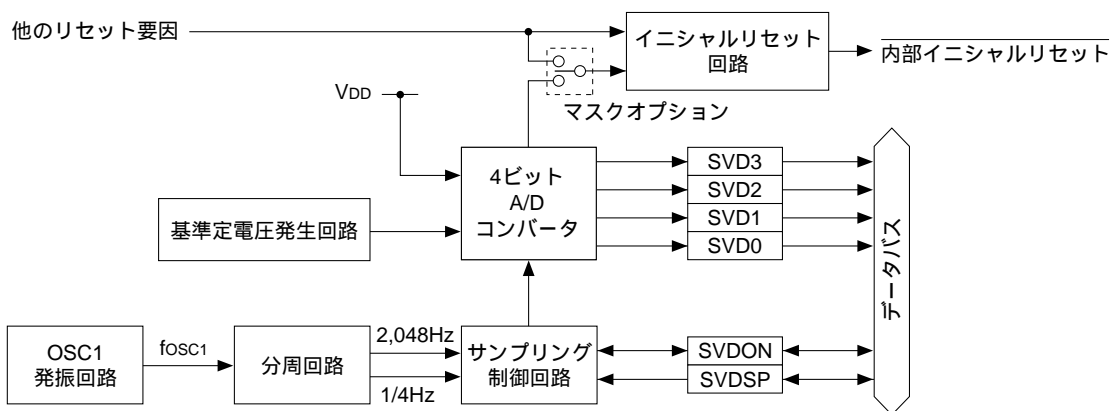 他のリセット要因
イニシャルリセット
回路
内部イニシャルリセット
VDD
マスクオプション
4ビット
A/D
コンバータ
SVD3
SVD2
SVD1
SVD0
基準定電圧発生回路
データバス
OSC1
発振回路
fOSC1
分周回路
2,048Hz
1/4Hz
サンプリング
制御回路
SVDON
SVDSP